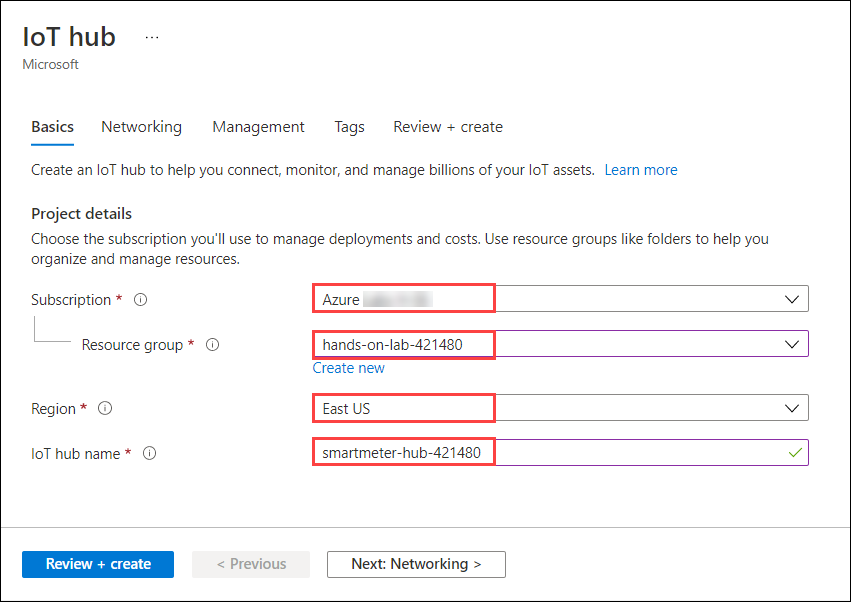 IoT hub ...
Microsoft
Basics Networking Management Tags Review + create
Create an IoT hub to help you connect, monitor, and manage billions of your IoT assets. Learn more
Project details
Choose the subscription you'll use to manage deployments and costs. Use resource groups like folders to help you
organize and manage resources.
Subscription * Azure
Resource group * hands-on-lab-421480
Create new
Region * East US
IoT hub name * smartmeter-hub-421480
Review + create < Previous Next: Networking >